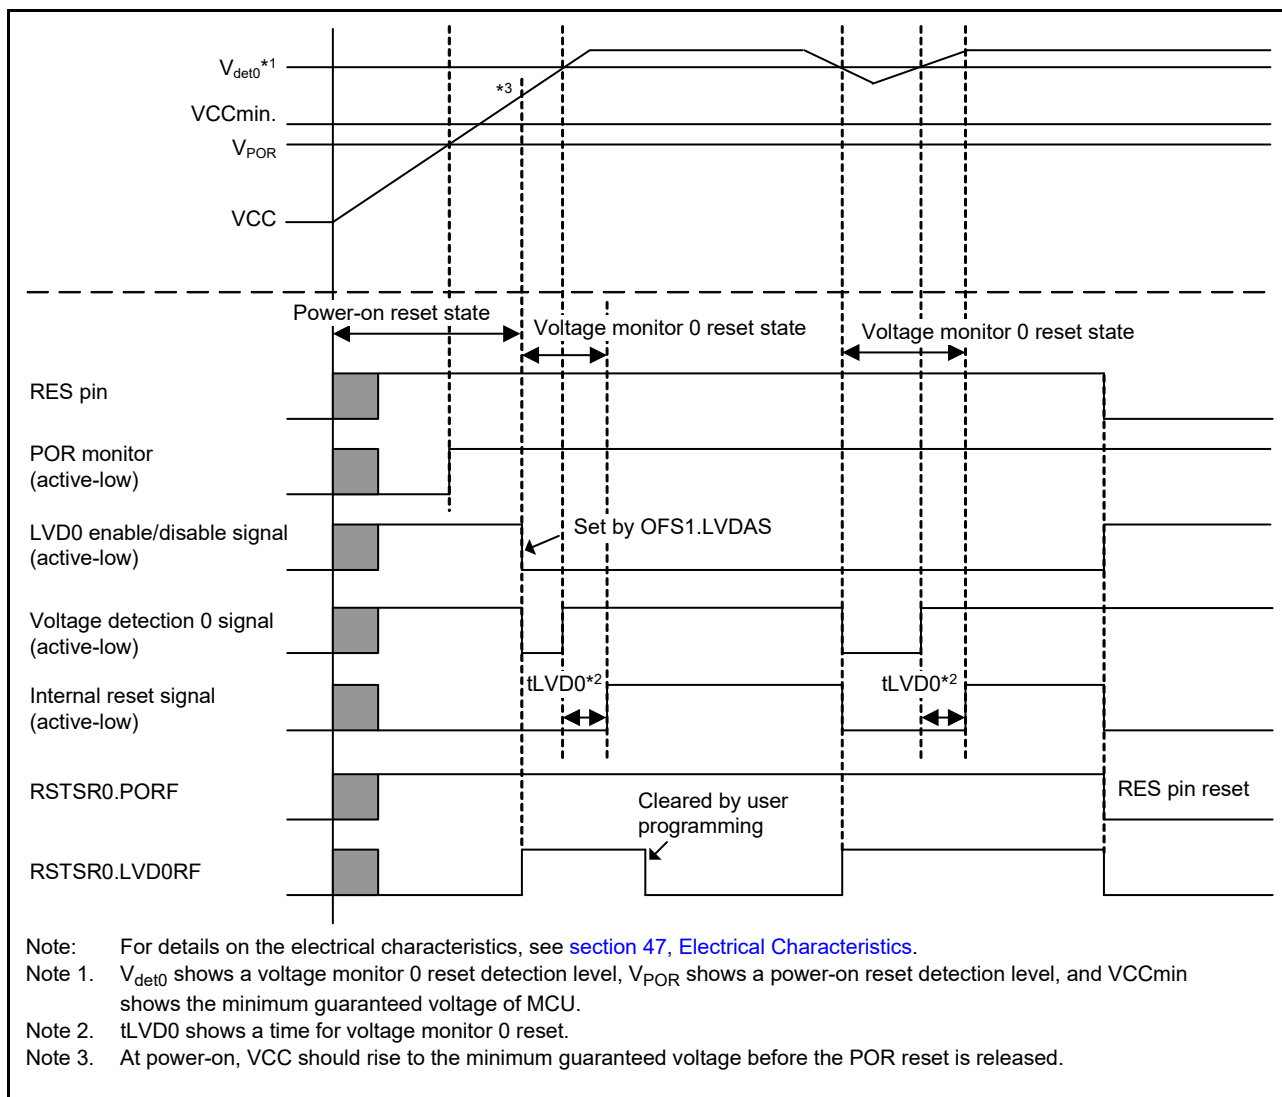 Vdet0*1
*3
VCCmin.
VPOR
VCC
Power-on reset state
Voltage monitor 0 reset state
Voltage monitor 0 reset state
RES pin
POR monitor
(active-low)
LVD0 enable/disable signal
(active-low)
Set by OFS1.LVDAS
Voltage detection 0 signal
(active-low)
tLVD0*2
tLVD0*2
Internal reset signal
(active-low)
RSTSR0.PORF
RES pin reset
Cleared by user
programming
RSTSR0.LVD0RF
Note: For details on the electrical characteristics, see section 47, Electrical Characteristics.
Note 1. Vdet0 shows a voltage monitor 0 reset detection level, VPOR shows a power-on reset detection level, and VCCmin
shows the minimum guaranteed voltage of MCU.
Note 2. tLVD0 shows a time for voltage monitor 0 reset.
Note 3. At power-on, VCC should rise to the minimum guaranteed voltage before the POR reset is released.